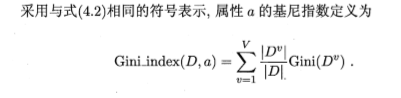 采用与式(4.2)相同的符号表示, 属性 a 的基尼指数定义为
Gini_index(D, a) = \sum_{v=1}^{V} \frac{|D^v|}{|D|} Gini(D^v) .